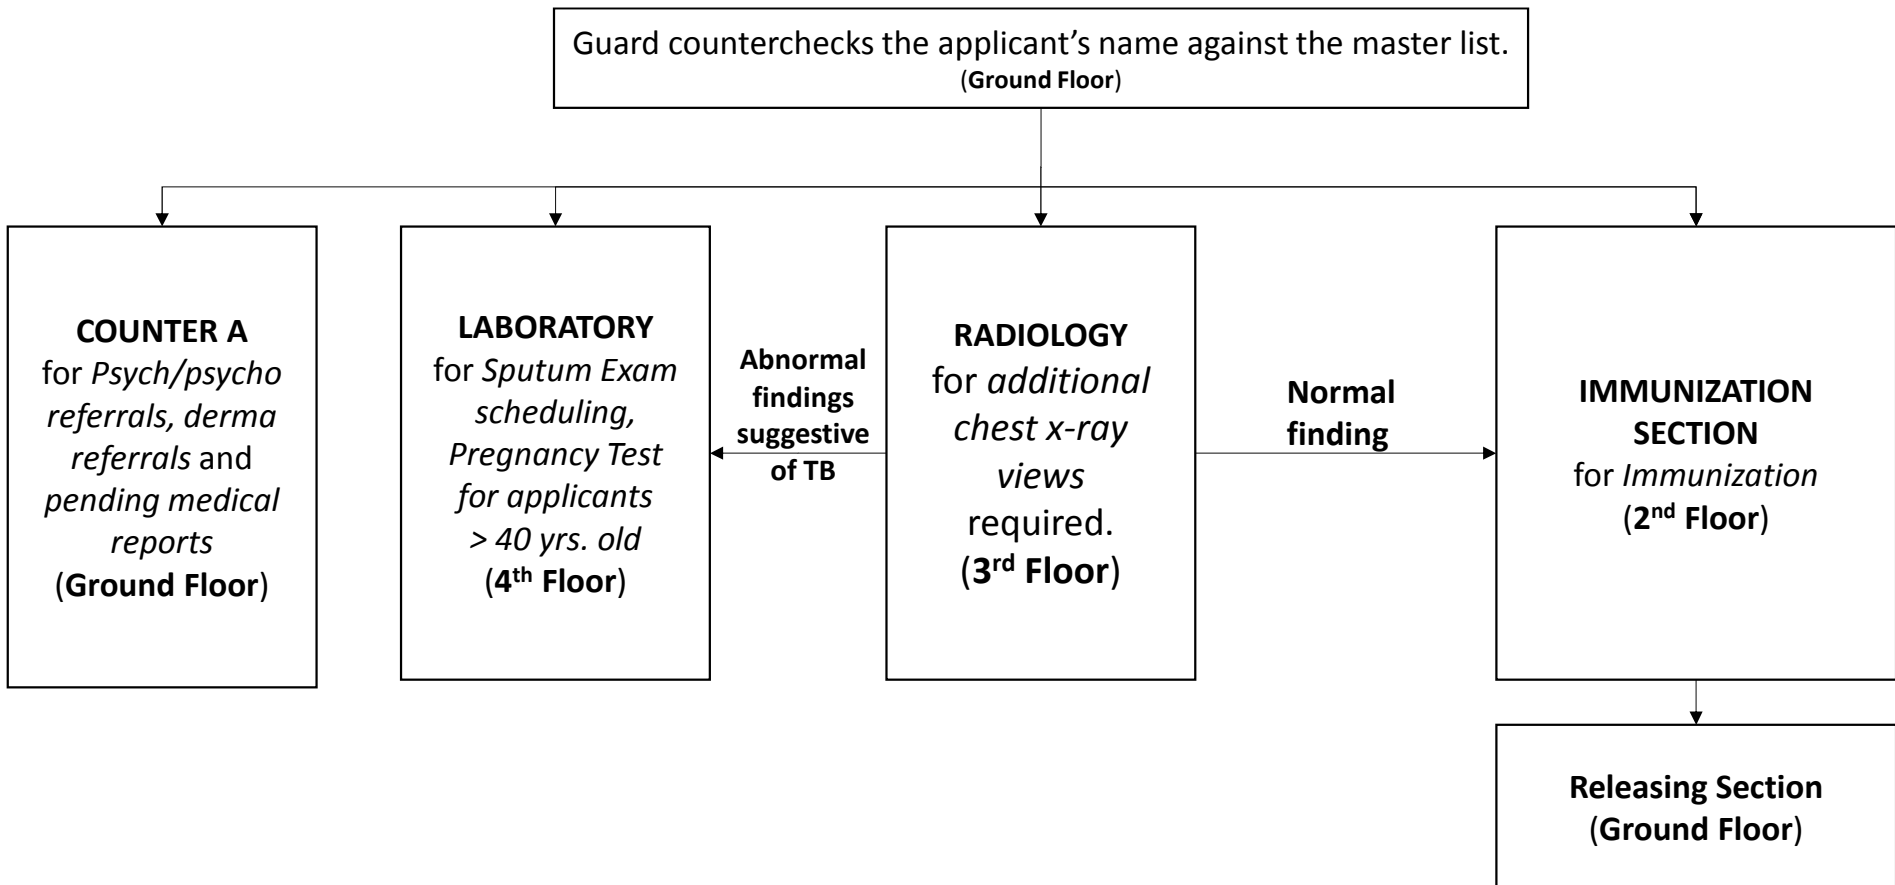 Guard counterchecks the applicant’s name against the master list.
(Ground Floor)
COUNTER A
for Psych/psycho
referrals, derma
referrals and
pending medical
reports
(Ground Floor)
LABORATORY
for Sputum Exam
scheduling,
Pregnancy Test
for applicants
> 40 yrs. old
(4th Floor)
Abnormal
findings
suggestive
of TB
RADIOLOGY
for additional
chest x-ray
views
required.
(3rd Floor)
Normal
finding
IMMUNIZATION
SECTION
for Immunization
(2nd Floor)
Releasing Section
(Ground Floor)